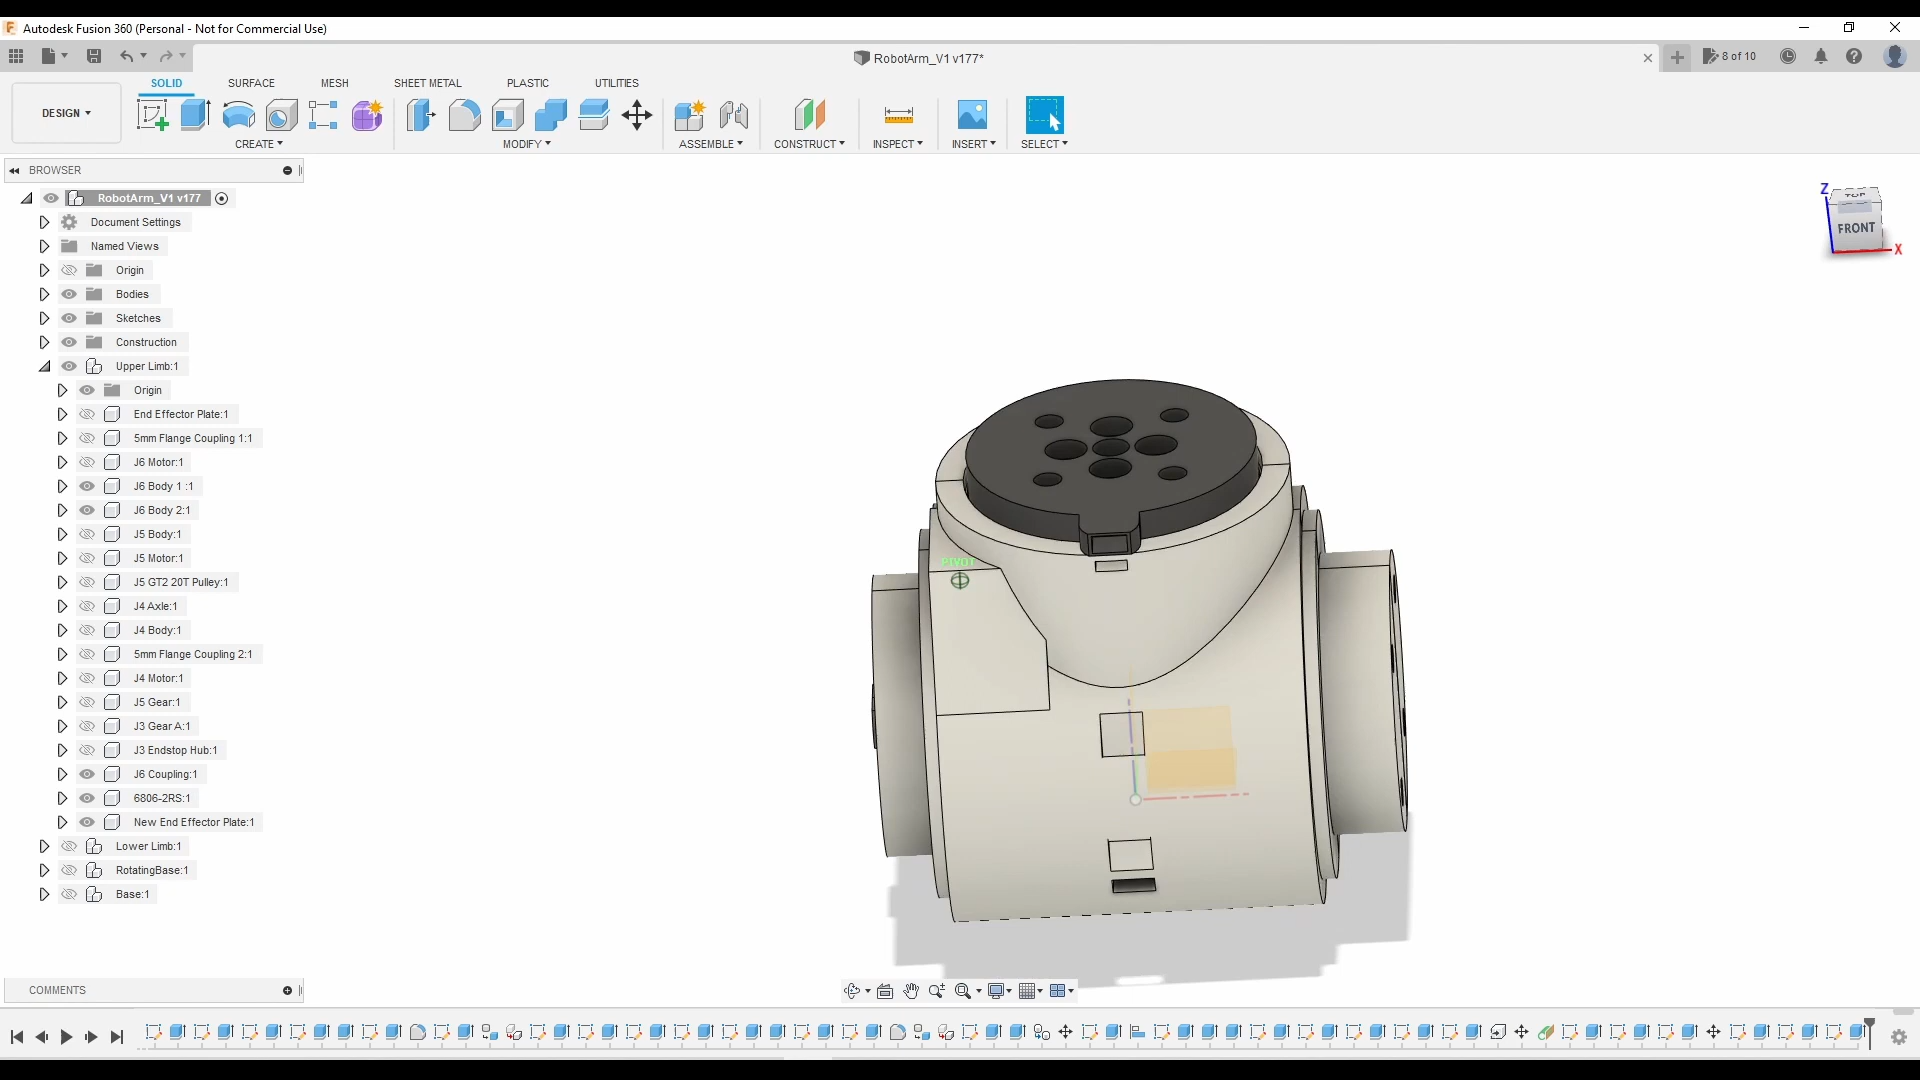 Autodesk Fusion 360 (Personal - Not for Commercial Use)
RobotArm_V1 v177*
8 of 10
DESIGN
SOLID
SURFACE
MESH
SHEET METAL
PLASTIC
UTILITIES
CREATE
MODIFY
ASSEMBLE
CONSTRUCT
INSPECT
INSERT
SELECT
BROWSER
RobotArm_V1 v177
Document Settings
Named Views
Origin
Bodies
Sketches
Construction
Upper Limb:1
Origin
End Effector Plate:1
5mm Flange Coupling 1:1
J6 Motor:1
J6 Body 1 :1
J6 Body 2:1
J5 Body:1
J5 Motor:1
J5 GT2 20T Pulley:1
J4 Axle:1
J4 Body:1
5mm Flange Coupling 2:1
J4 Motor:1
J5 Gear:1
J3 Gear A:1
J3 Endstop Hub:1
J6 Coupling:1
6806-2RS:1
New End Effector Plate:1
Lower Limb:1
RotatingBase:1
Base:1
Z
TOP
FRONT
X
PIVOT
COMMENTS